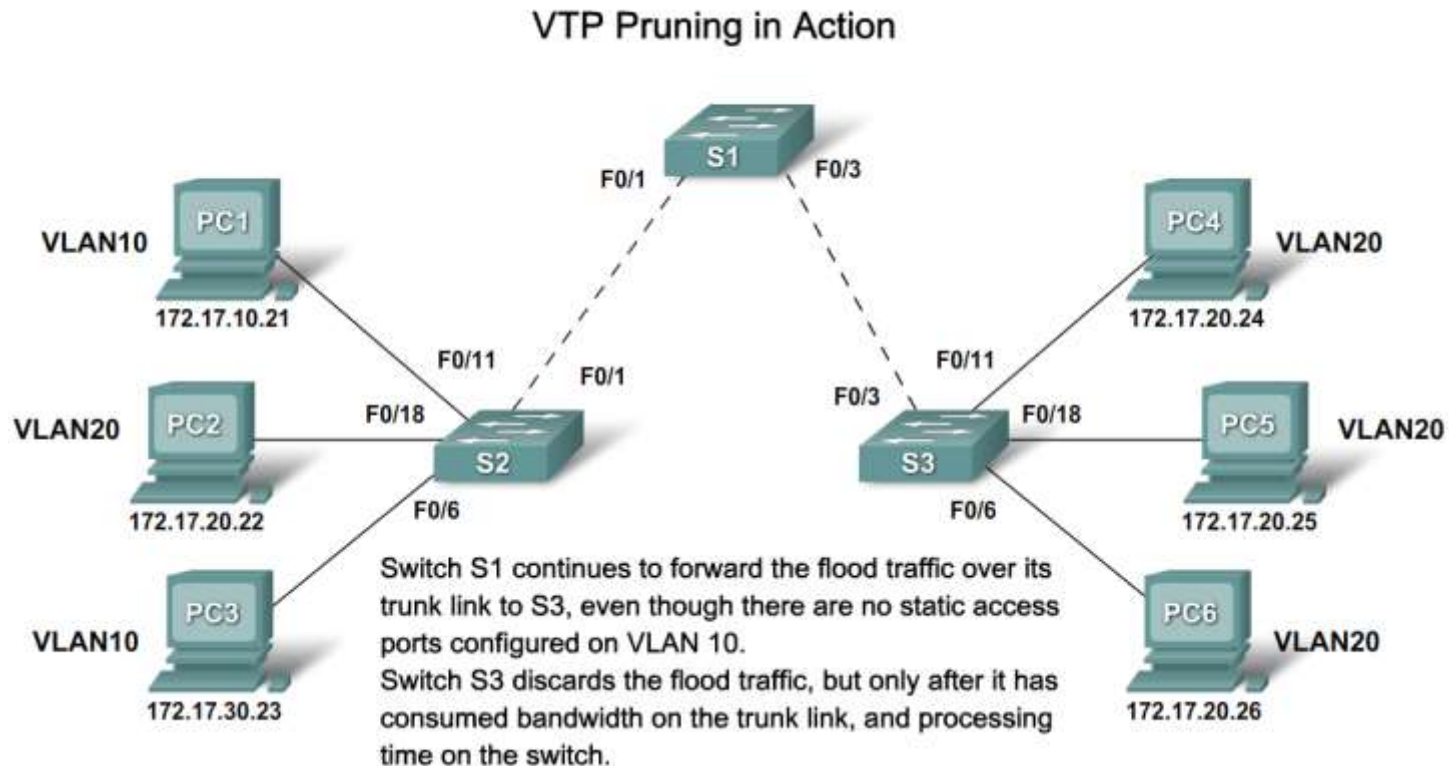 VTP Pruning in Action
S1
F0/1
F0/3
PC1
VLAN10
172.17.10.21
PC4
VLAN20
172.17.20.24
F0/11
F0/1
F0/11
F0/3
PC2
VLAN20
172.17.20.22
F0/18
S2
F0/18
S3
PC5
VLAN20
172.17.20.25
F0/6
F0/6
PC3
VLAN10
172.17.30.23
PC6
VLAN20
172.17.20.26
Switch S1 continues to forward the flood traffic over its
trunk link to S3, even though there are no static access
ports configured on VLAN 10.
Switch S3 discards the flood traffic, but only after it has
consumed bandwidth on the trunk link, and processing
time on the switch.